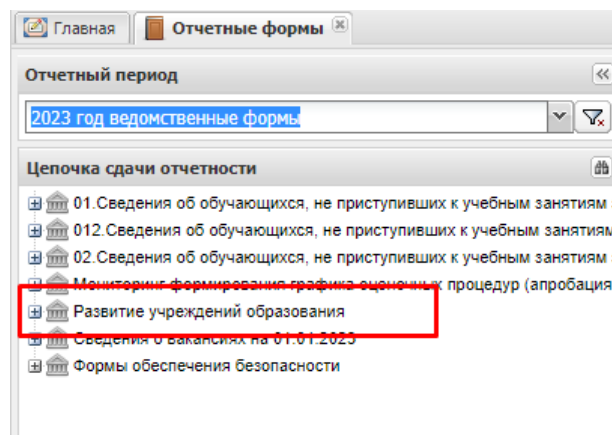 Главная
Отчетные формы
Отчетный период
2023 год ведомственные формы
Цепочка сдачи отчетности
01.Сведения об обучающихся, не приступивших к учебным занятиям
012.Сведения об обучающихся, не приступивших к учебным занятиям
02.Сведения об обучающихся, не приступивших к учебным занятиям
Мониторинг формирования графика оценочных процедур (апробация
Развитие учреждений образования
Сведения о вакансиях на 01.01.2023
Формы обеспечения безопасности